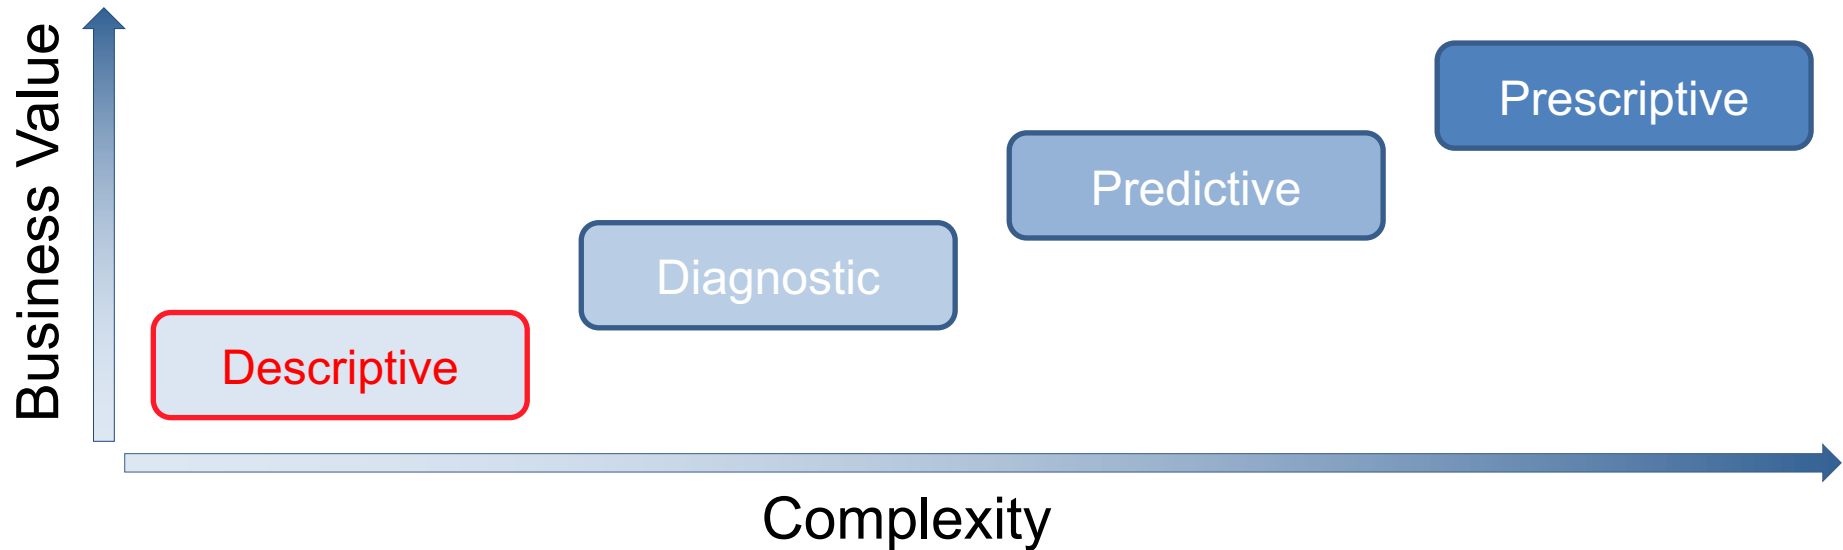 Business Value
Prescriptive
Predictive
Diagnostic
Descriptive
Complexity